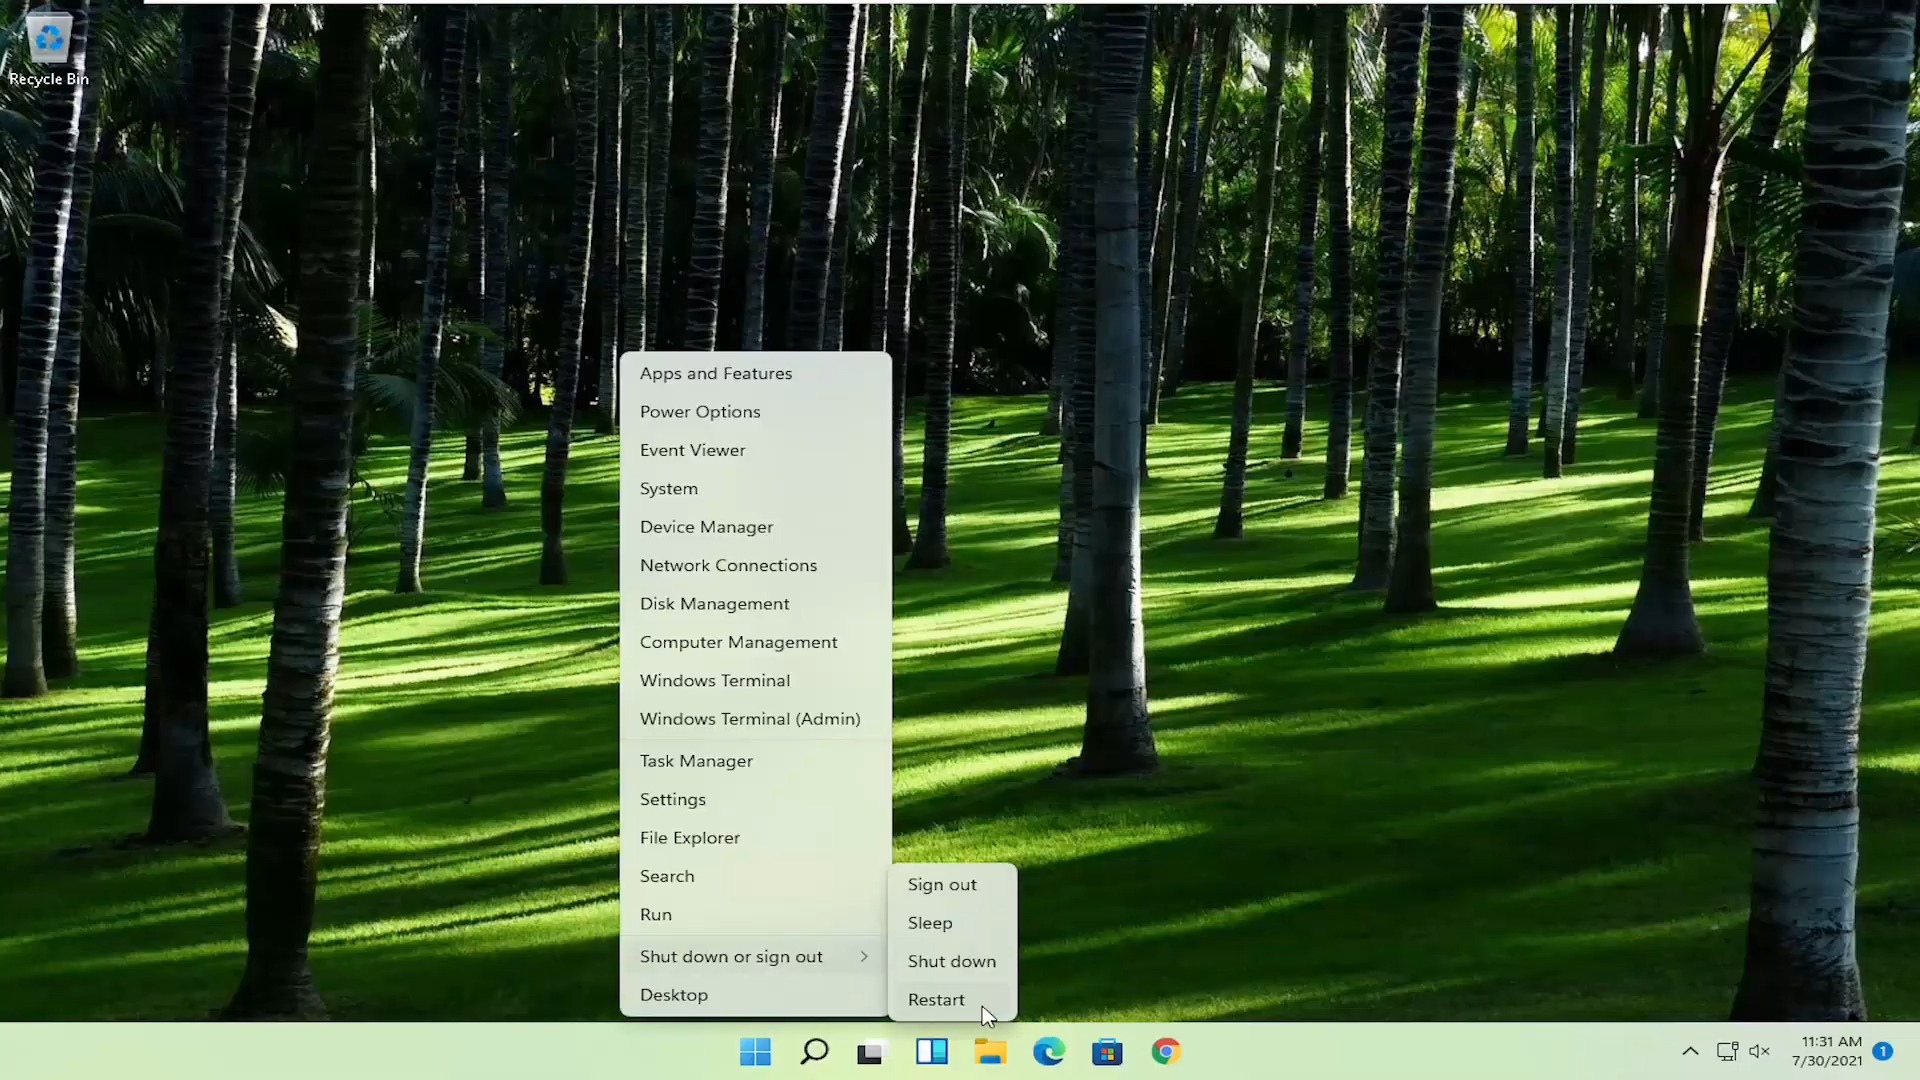 Recycle Bin
Apps and Features
Power Options
Event Viewer
System
Device Manager
Network Connections
Disk Management
Computer Management
Windows Terminal
Windows Terminal (Admin)
Task Manager
Settings
File Explorer
Search
Run
Shut down or sign out
Desktop
Sign out
Sleep
Shut down
Restart
11:31 AM
7/30/2021
1